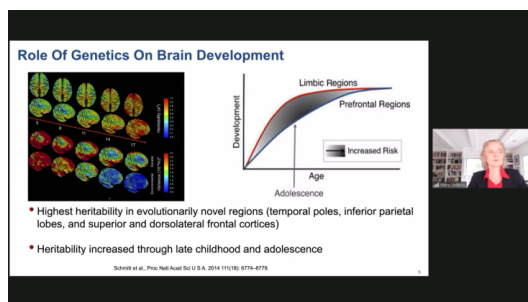 Role Of Genetics On Brain Development
Limbic Regions
Prefrontal Regions
Development
Increased Risk
Age
Adolescence
• Highest heritability in evolutionarily novel regions (temporal poles, inferior parietal
lobes, and superior and dorsolateral frontal cortices)
• Heritability increased through late childhood and adolescence
Schmitt et al., Proc Natl Acad Sci U S A. 2014 111(18): 6774–6779.